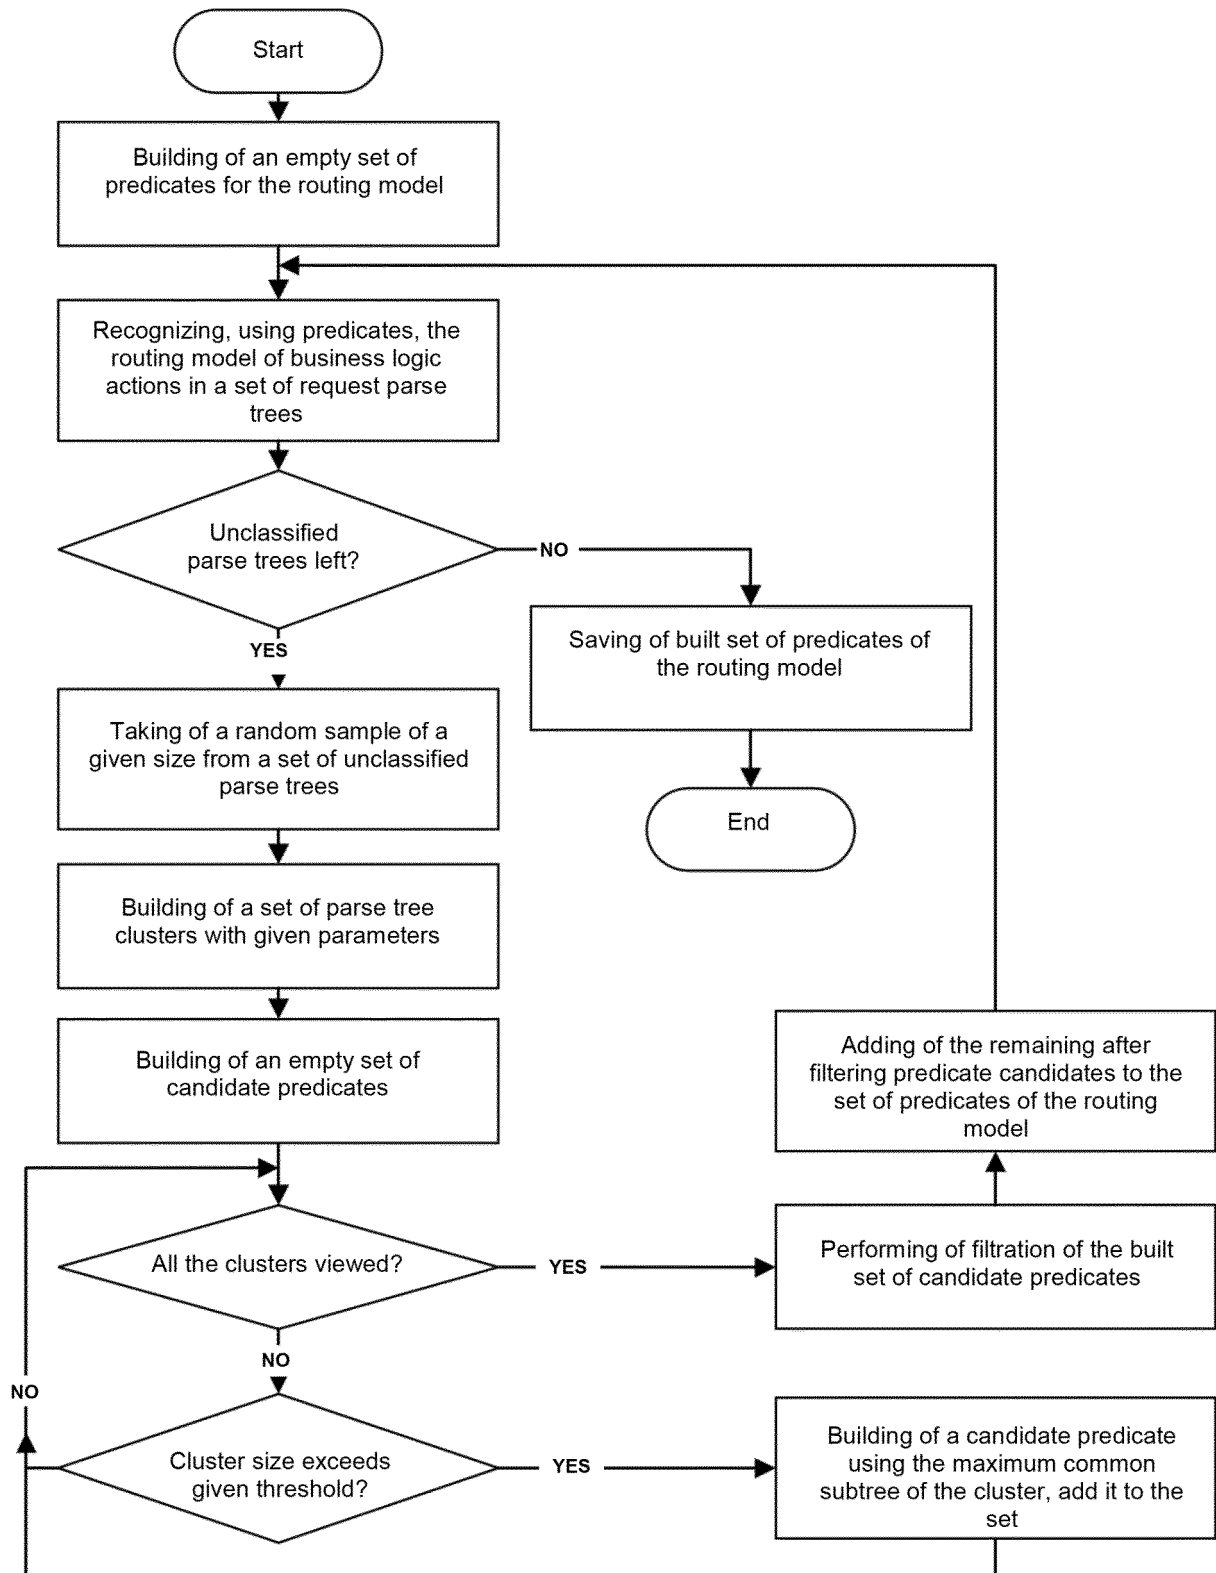 Start
Building of an empty set of
predicates for the routing model
Recognizing, using predicates, the
routing model of business logic
actions in a set of request parse
trees
Unclassified
parse trees left?
NO
YES
Saving of built set of predicates of
the routing model
Taking of a random sample of a
given size from a set of unclassified
parse trees
End
Building of a set of parse tree
clusters with given parameters
Building of an empty set of
candidate predicates
Adding of the remaining after
filtering predicate candidates to the
set of predicates of the routing
model
All the clusters viewed?
YES
Performing of filtration of the built
set of candidate predicates
NO
NO
Cluster size exceeds
given threshold?
YES
Building of a candidate predicate
using the maximum common
subtree of the cluster, add it to the
set